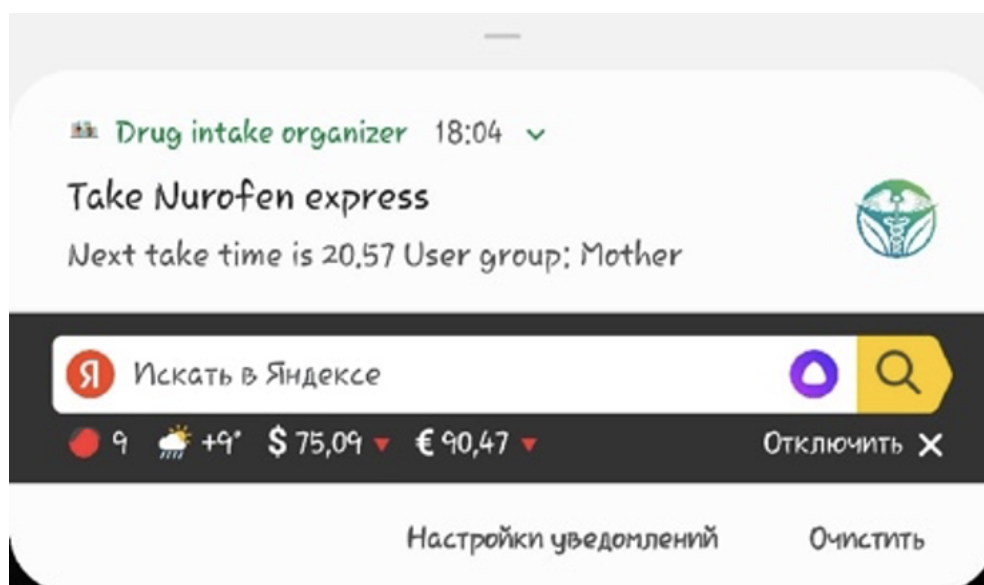 Drug intake organizer 18:04
Take Nurofen express
Next take time is 20.57 User group: Mother
Я Искать в Яндексе
9 +9° $ 75,09 ▼ € 90,47 ▼ Отключить ✕
Настройки уведомлений Очистить